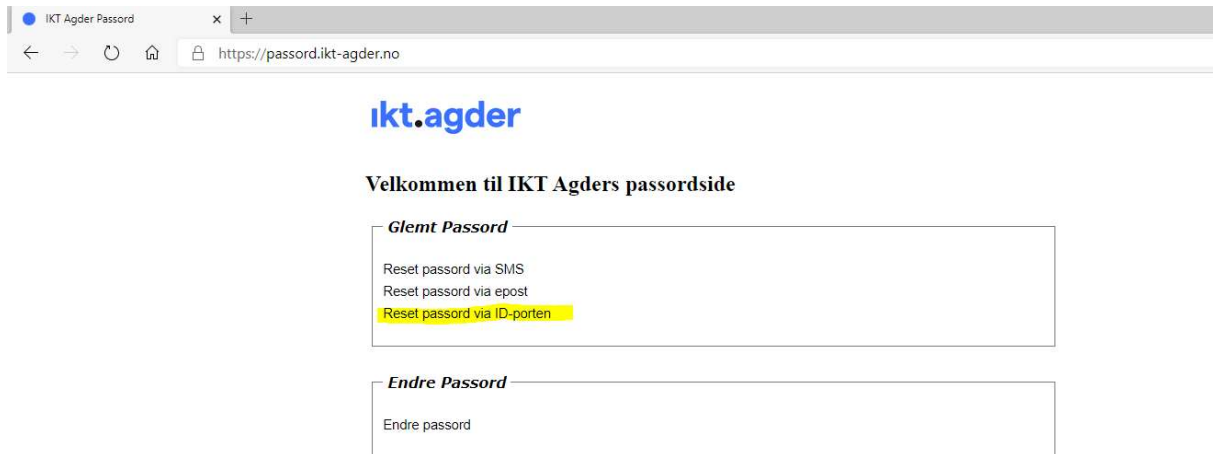 IKT Agder Passord
https://passord.ikt-agder.no
ikt.agder
Velkommen til IKT Agders passordside
Glemt Passord
Reset passord via SMS
Reset passord via epost
Reset passord via ID-porten
Endre Passord
Endre passord